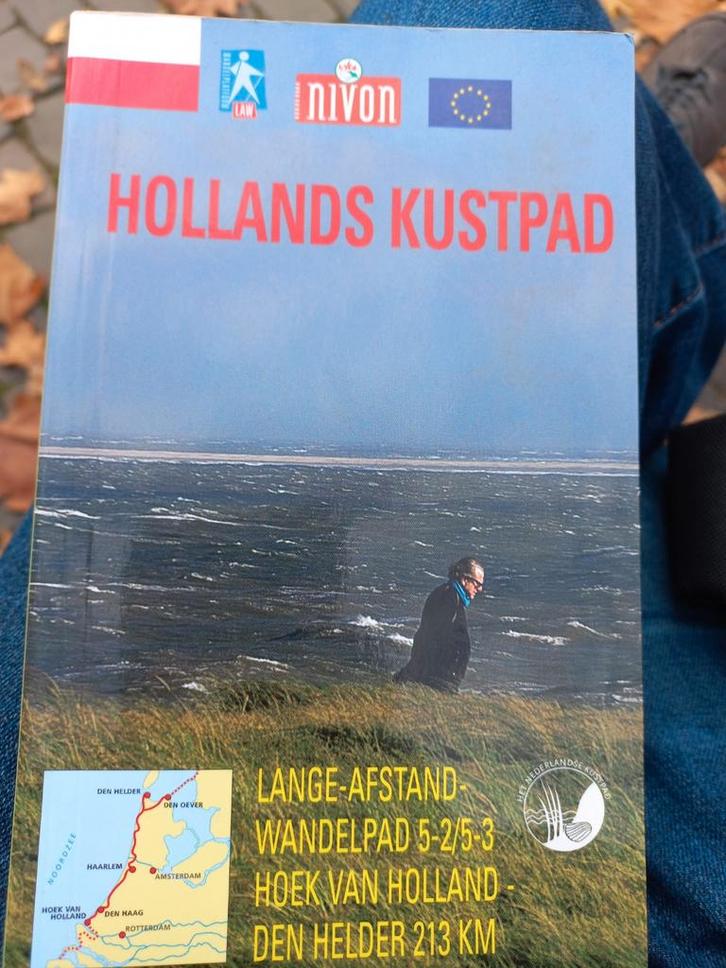 WANDELPLATFORM
LAW
nivon
HOLLANDS KUSTPAD
LANGE-AFSTAND-
WANDELPAD 5-2/5-3
HOEK VAN HOLLAND -
DEN HELDER 213 KM
DEN HELDER
DEN OEVER
NOORDZEE
HAARLEM
AMSTERDAM
HOEK VAN
HOLLAND
DEN HAAG
ROTTERDAM
HET NEDERLANDSE KUSTPAD